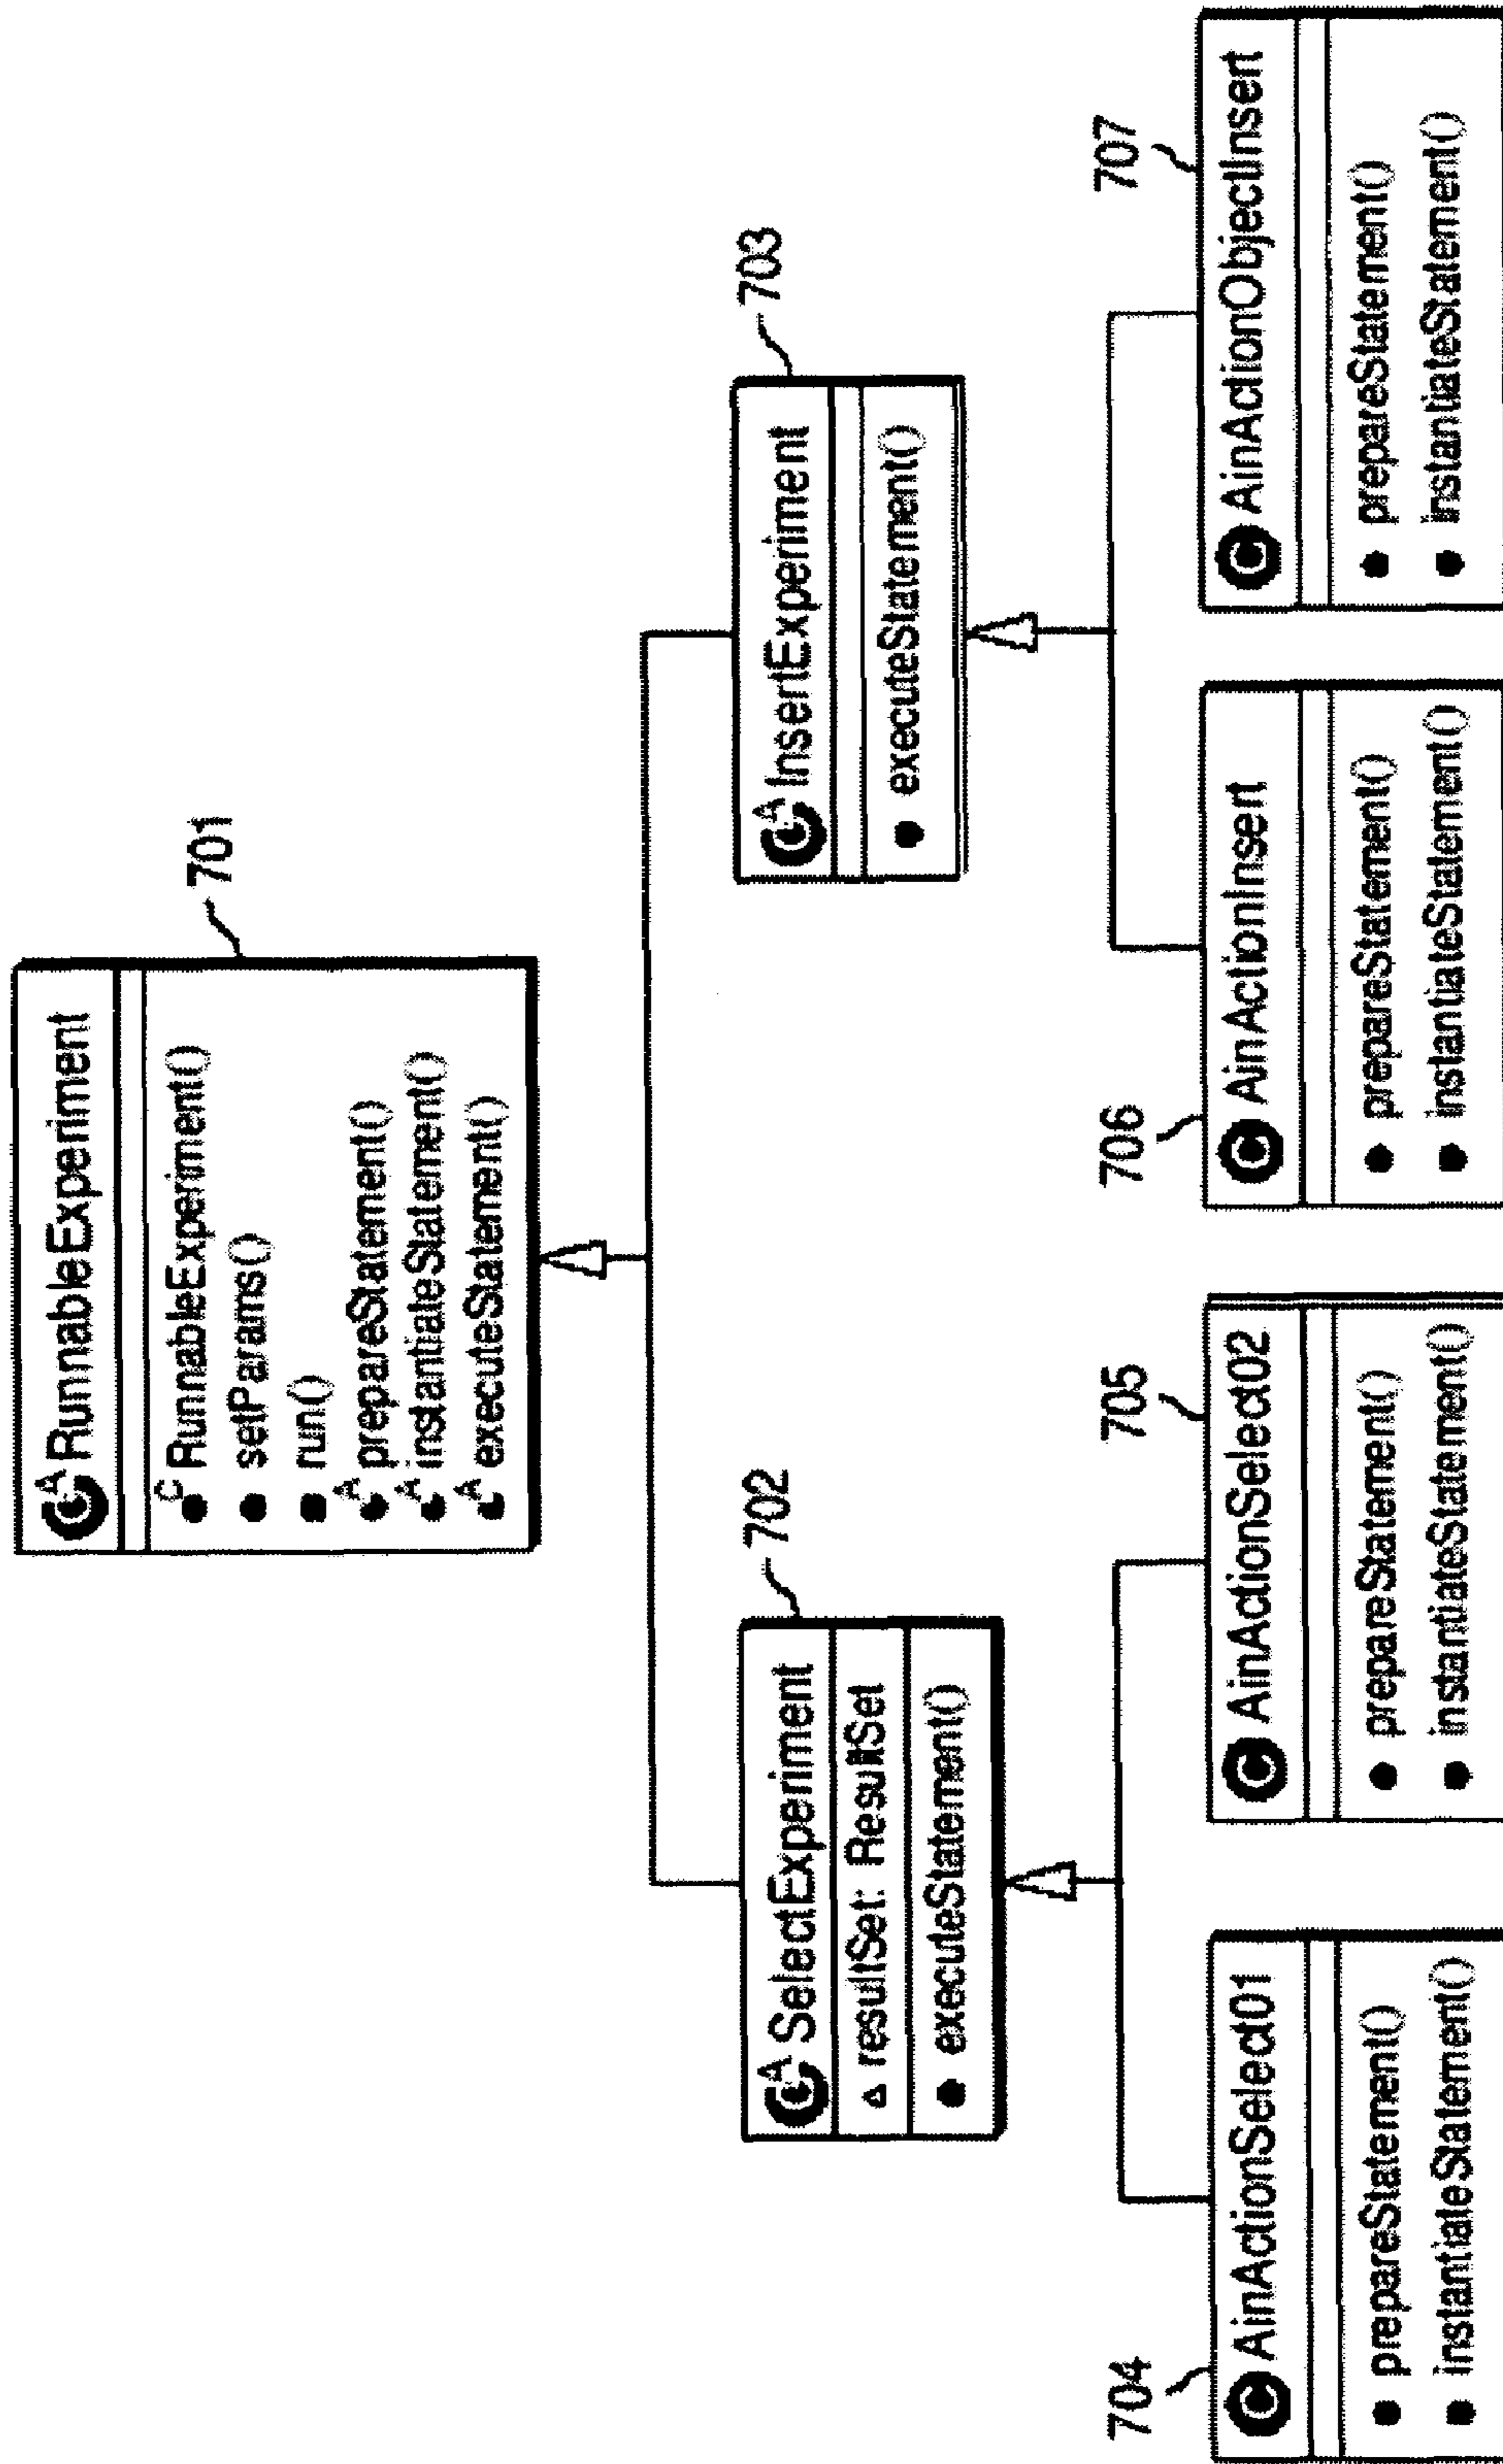 RunnableExperiment
RunnableExperiment()
setParams()
run()
prepareStatement()
instantiateStatement()
executeStatement()
701
SelectExperiment
resultSet: ResultSet
executeStatement()
702
InsertExperiment
executeStatement()
703
704
AinActionSelect01
prepareStatement()
instantiateStatement()
705
AinActionSelect02
prepareStatement()
instantiateStatement()
706
AinActionInsert
prepareStatement()
instantiateStatement()
707
AinActionObjectInsert
prepareStatement()
instantiateStatement()